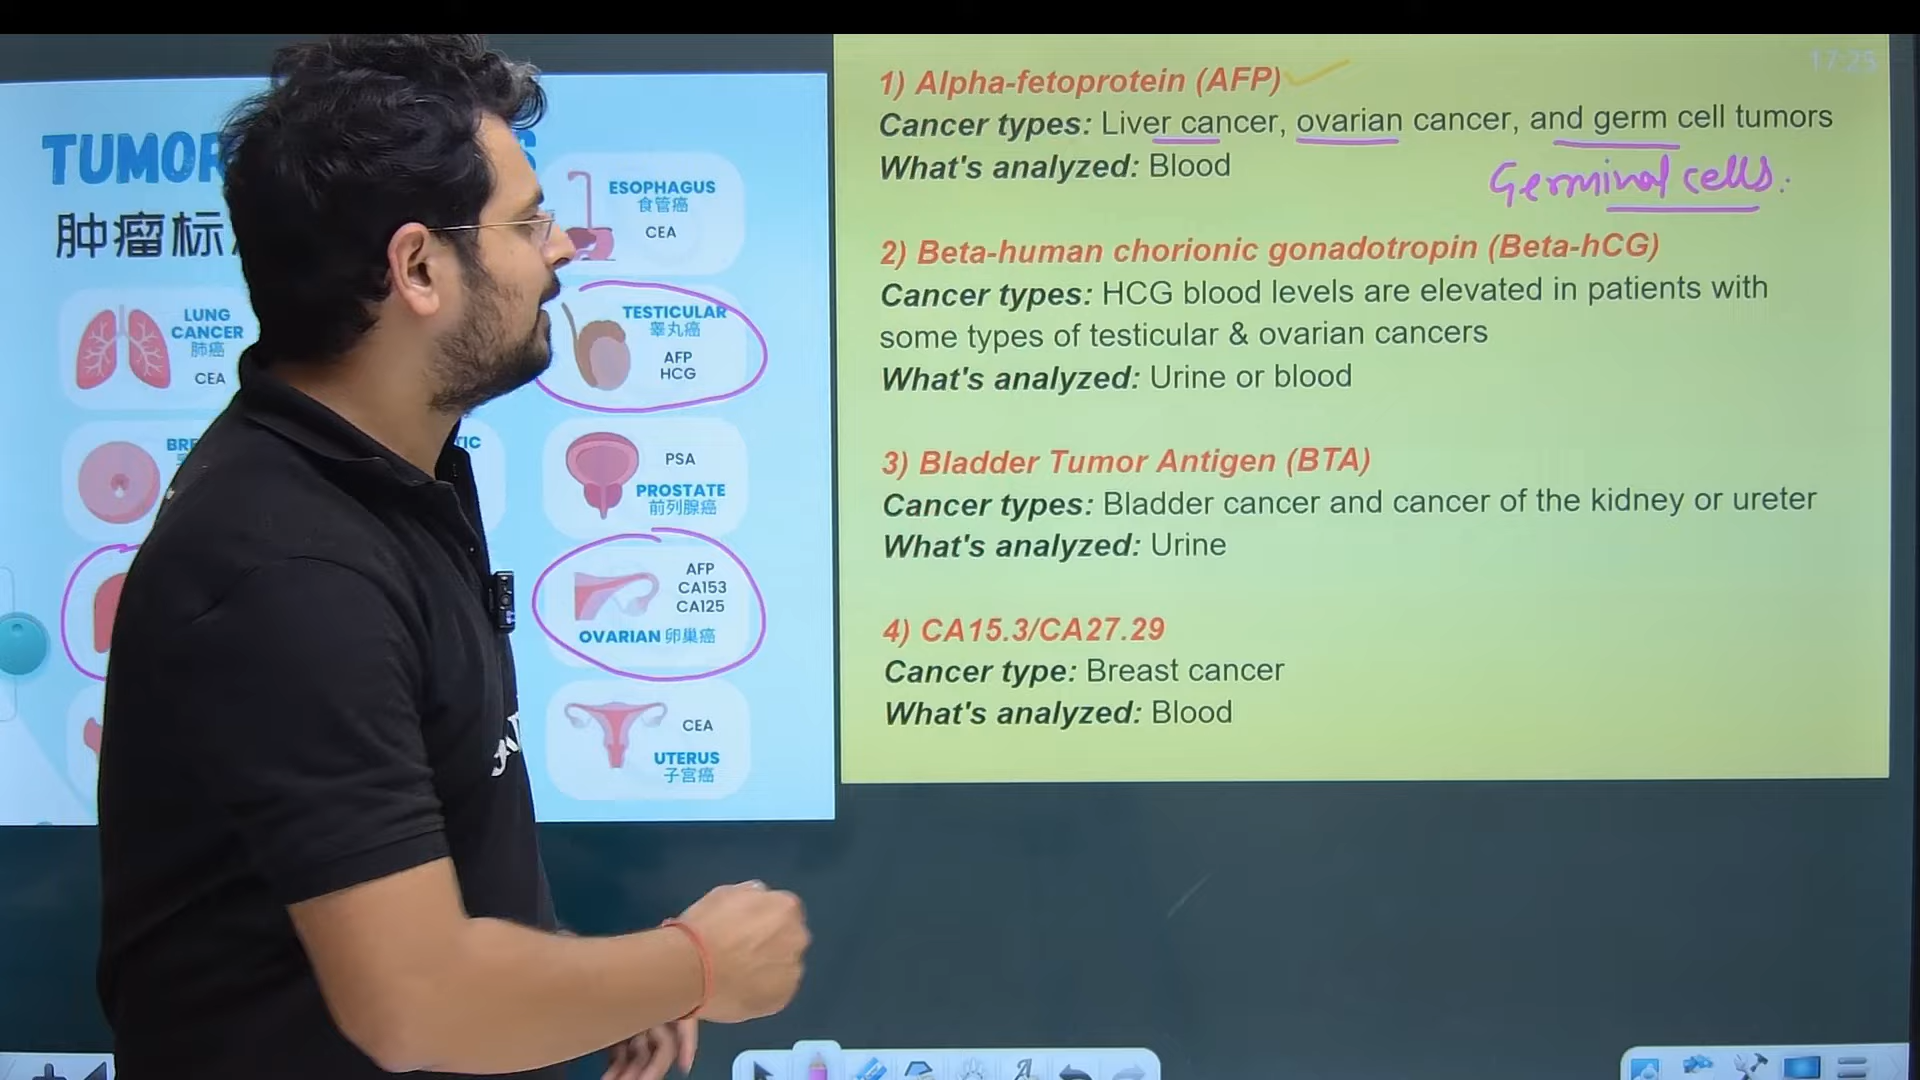 TUMOR
肿瘤标
LUNG
CANCER
肺癌
CEA
ESOPHAGUS
食管癌
CEA
TESTICULAR
睾丸癌
AFP
HCG
PSA
PROSTATE
前列腺癌
AFP
CA153
CA125
OVARIAN 卵巢癌
CEA
UTERUS
子宫癌
17:25
1) Alpha-fetoprotein (AFP)
Cancer types: Liver cancer, ovarian cancer, and germ cell tumors
What's analyzed: Blood
Germinal cells.
2) Beta-human chorionic gonadotropin (Beta-hCG)
Cancer types: HCG blood levels are elevated in patients with
some types of testicular & ovarian cancers
What's analyzed: Urine or blood
3) Bladder Tumor Antigen (BTA)
Cancer types: Bladder cancer and cancer of the kidney or ureter
What's analyzed: Urine
4) CA15.3/CA27.29
Cancer type: Breast cancer
What's analyzed: Blood